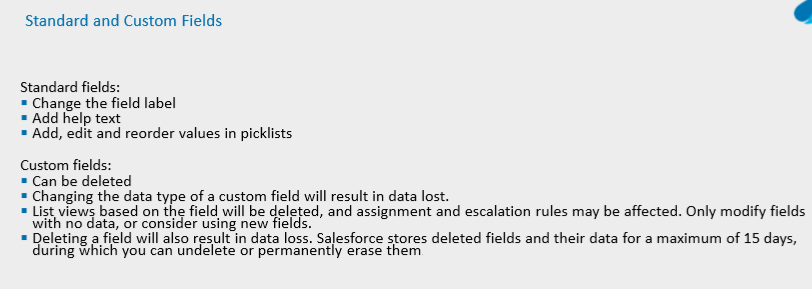 Standard and Custom Fields
Standard fields:
▪ Change the field label
▪ Add help text
▪ Add, edit and reorder values in picklists
Custom fields:
▪ Can be deleted
▪ Changing the data type of a custom field will result in data lost.
▪ List views based on the field will be deleted, and assignment and escalation rules may be affected. Only modify fields
with no data, or consider using new fields.
▪ Deleting a field will also result in data loss. Salesforce stores deleted fields and their data for a maximum of 15 days,
during which you can undelete or permanently erase them